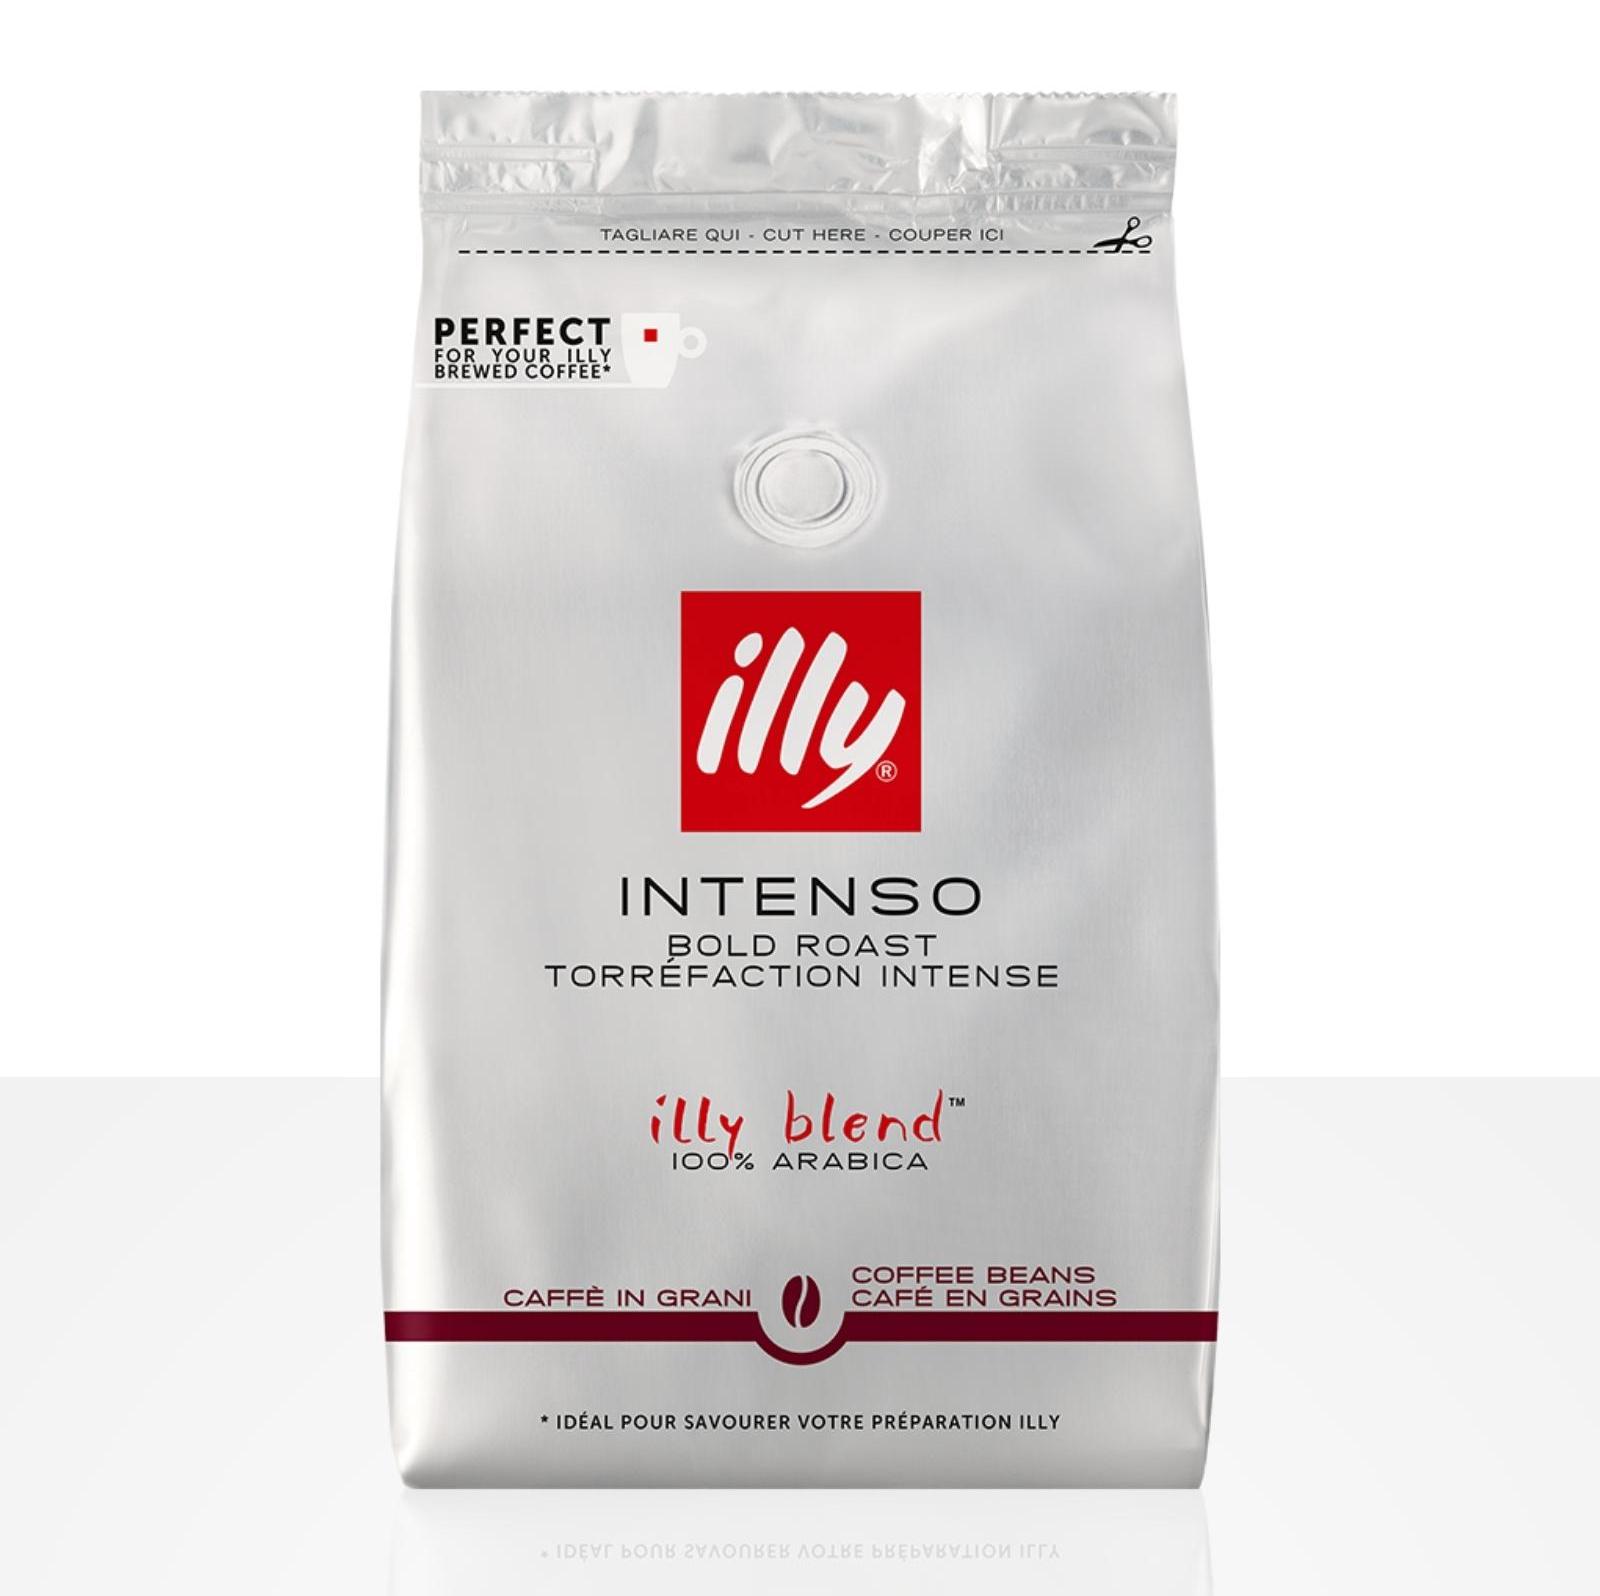 TAGLIARE QUI - CUT HERE - COUPER ICI
PERFECT
FOR YOUR ILLY
BREWED COFFEE*
illy®
INTENSO
BOLD ROAST
TORRÉFACTION INTENSE
illy blend™
100% ARABICA
CAFFÈ IN GRANI
COFFEE BEANS
CAFÉ EN GRAINS
* IDÉAL POUR SAVOURER VOTRE PRÉPARATION ILLY